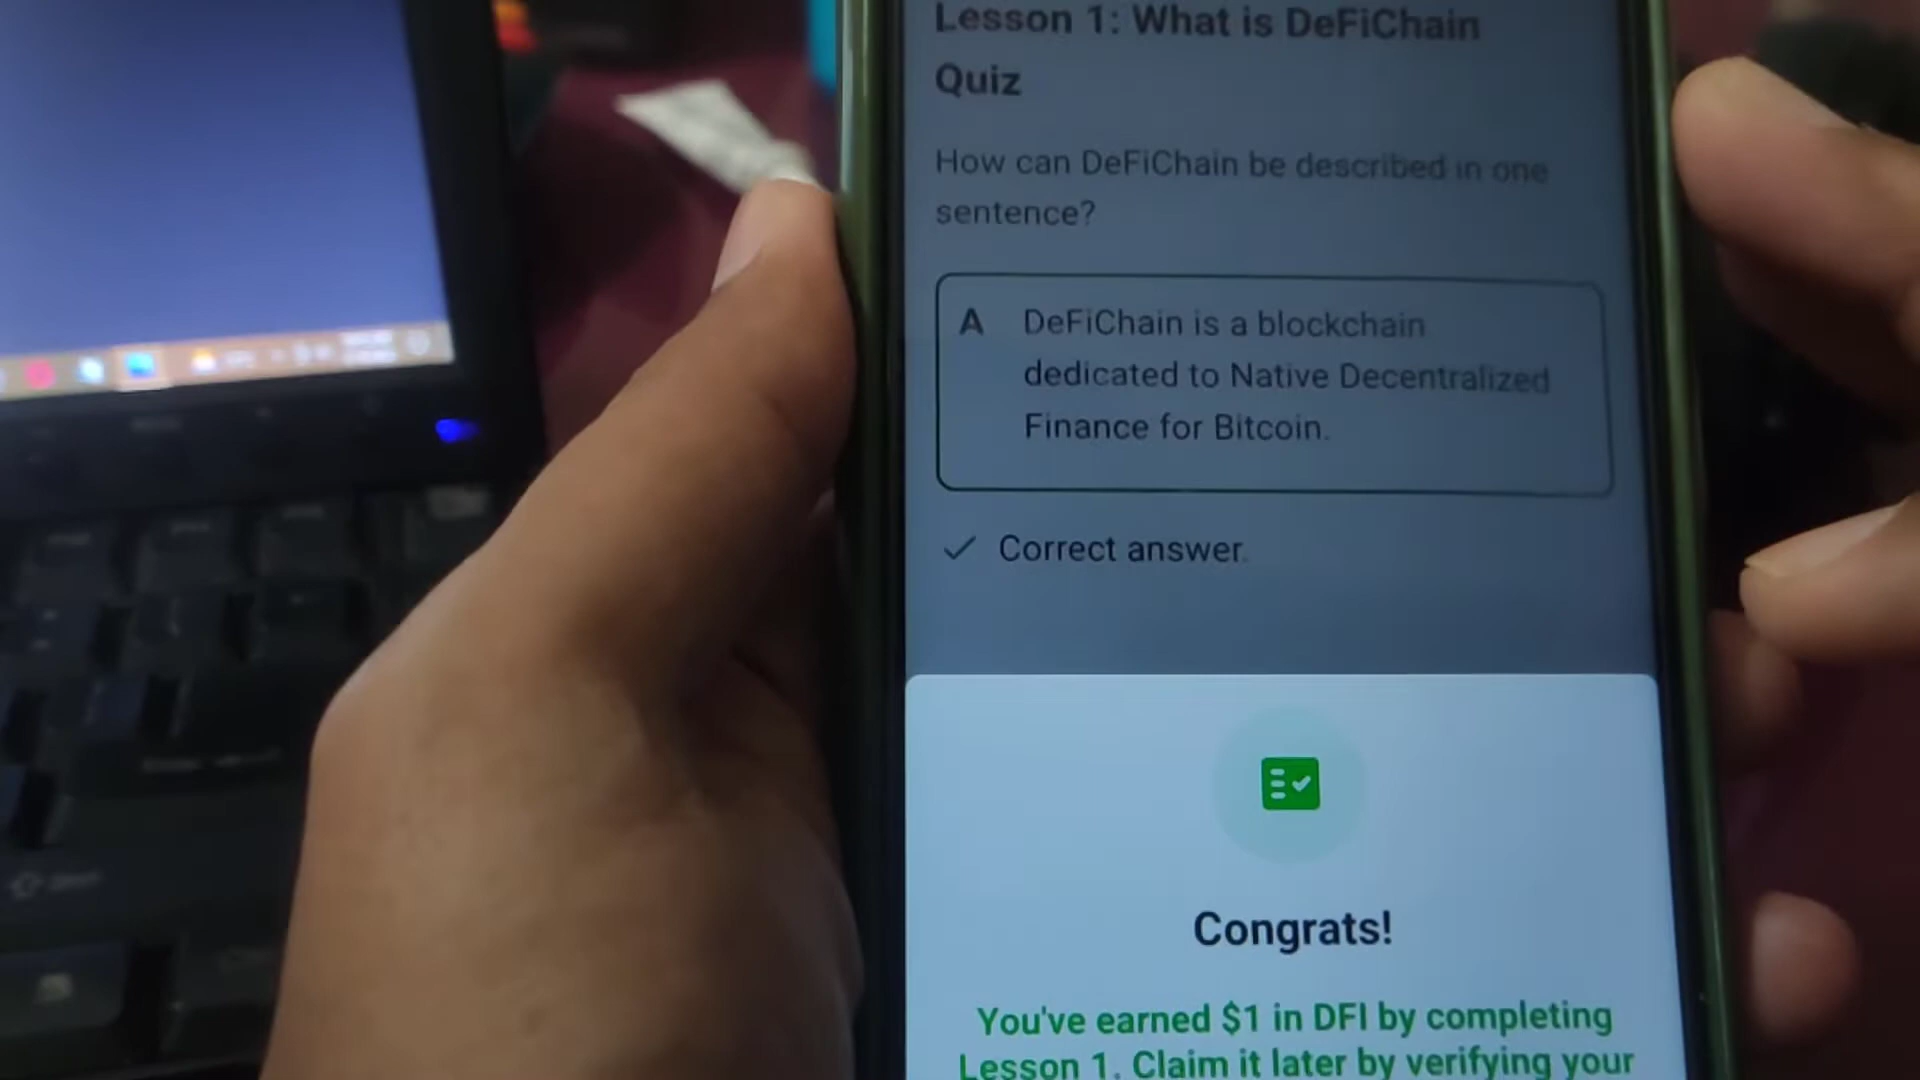 Lesson 1: What is DeFiChain
Quiz
How can DeFiChain be described in one
sentence?
A DeFiChain is a blockchain
dedicated to Native Decentralized
Finance for Bitcoin.
Correct answer.
Congrats!
You've earned $1 in DFI by completing
Lesson 1. Claim it later by verifying your